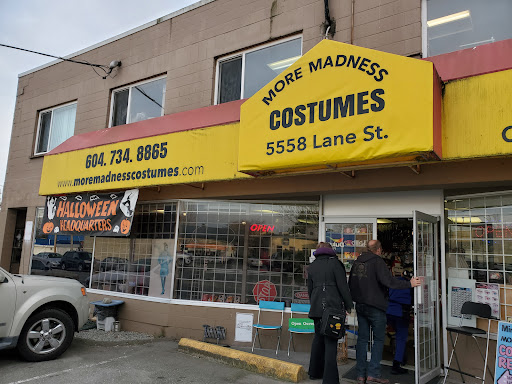 MORE MADNESS
COSTUMES
5558 Lane St.
604. 734. 8865
www.moremadnesscostumes.com
HALLOWEEN
HEADQUARTERS
Open